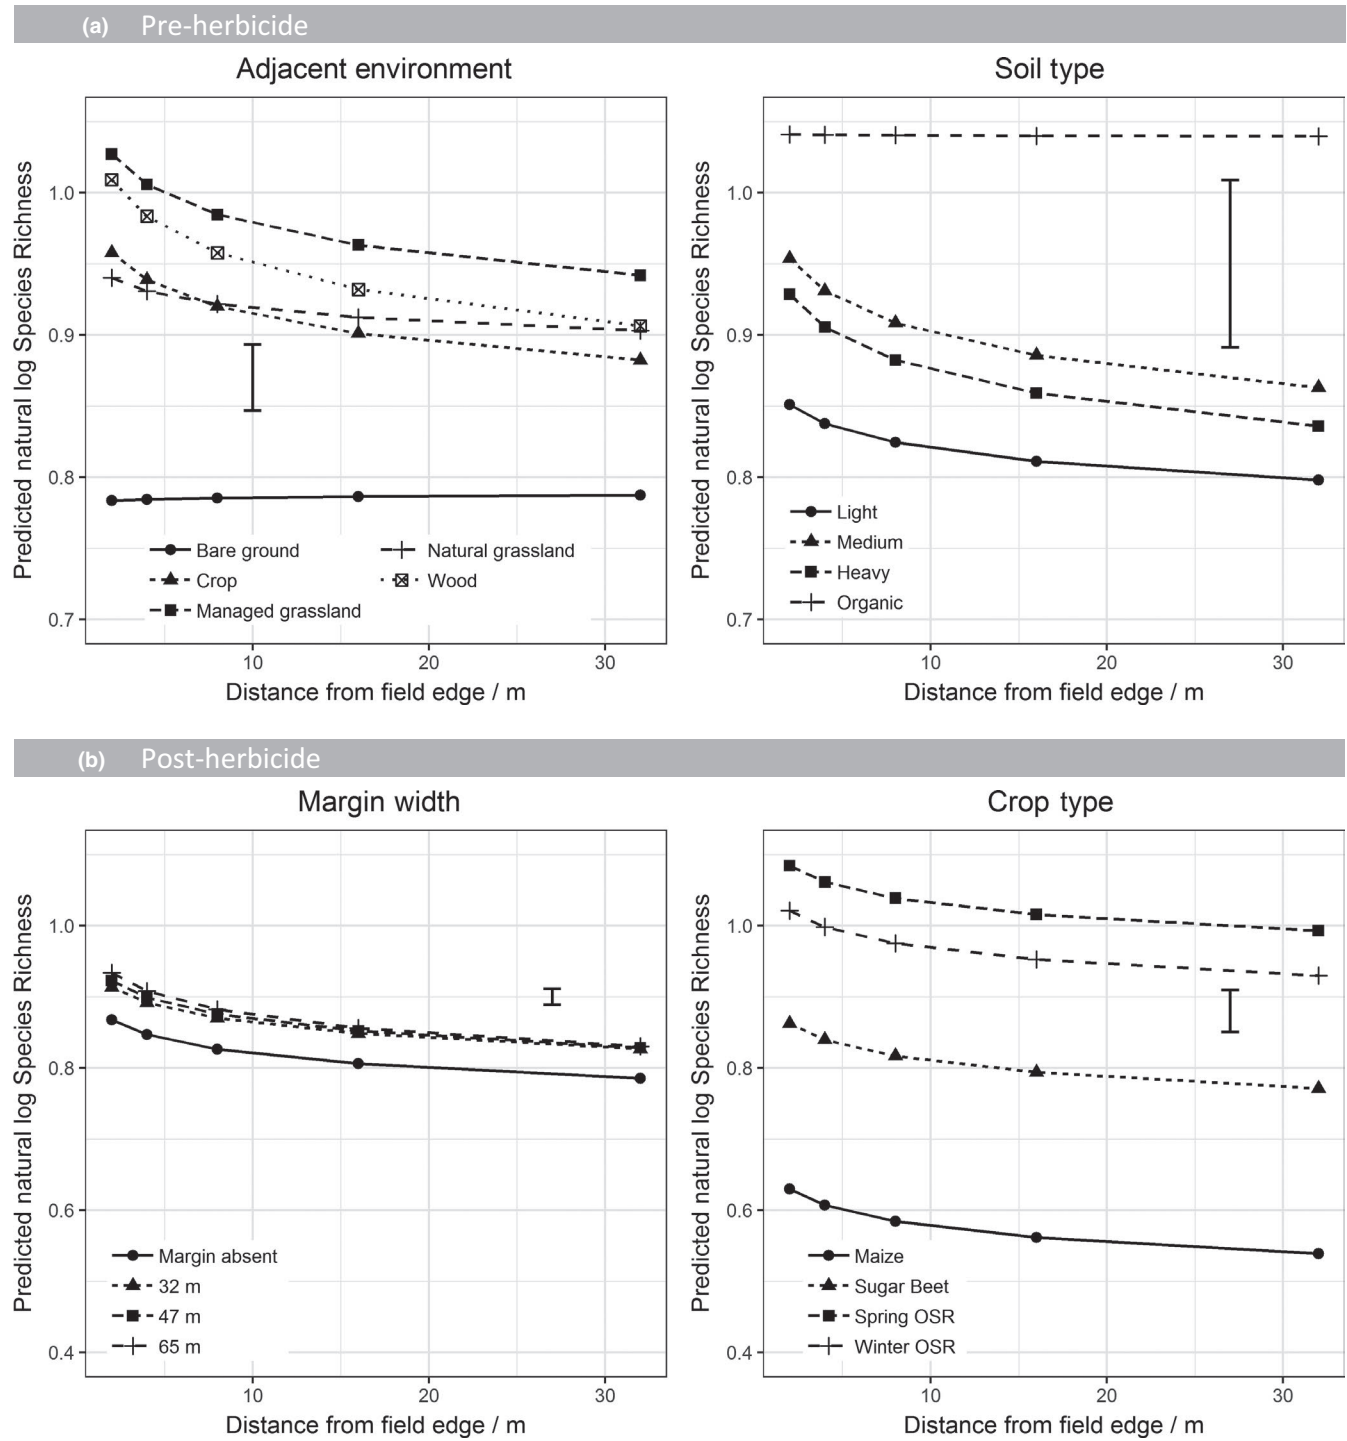 (a) Pre-herbicide
Adjacent environment
Soil type
Predicted natural log Species Richness
1.0
0.9
0.8
0.7
Bare ground
Crop
Managed grassland
Natural grassland
Wood
10
20
30
Distance from field edge / m
Predicted natural log Species Richness
1.0
0.9
0.8
0.7
Light
Medium
Heavy
Organic
10
20
30
Distance from field edge / m
(b) Post-herbicide
Margin width
Crop type
Predicted natural log Species Richness
1.0
0.8
0.6
0.4
Margin absent
32 m
47 m
65 m
10
20
30
Distance from field edge / m
Predicted natural log Species Richness
1.0
0.8
0.6
0.4
Maize
Sugar Beet
Spring OSR
Winter OSR
10
20
30
Distance from field edge / m